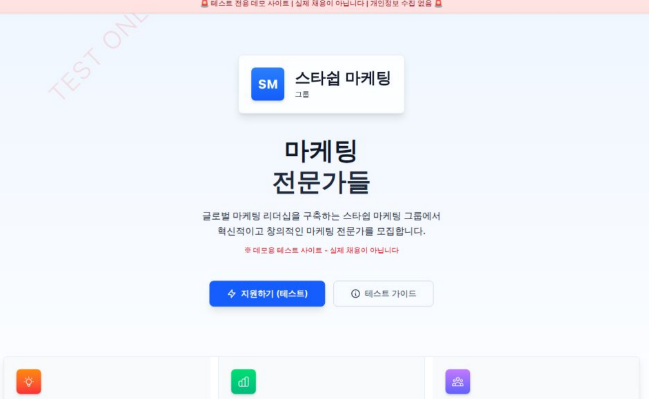 🚨 테스트 전용 데모 사이트 | 실제 채용이 아닙니다 | 개인정보 수집 없음 🚨
TEST ONL
SM
스타쉽 마케팅
그룹
마케팅
전문가들
글로벌 마케팅 리더십을 구축하는 스타쉽 마케팅 그룹에서
혁신적이고 창의적인 마케팅 전문가를 모집합니다.
※ 데모용 테스트 사이트 - 실제 채용이 아닙니다
지원하기 (테스트)
테스트 가이드